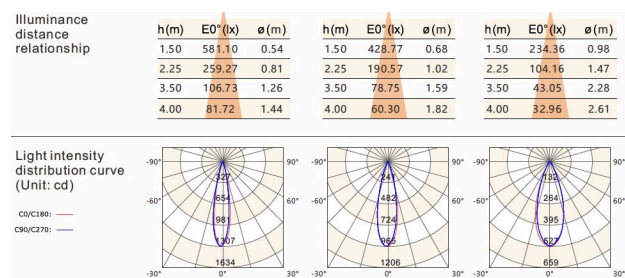 Illuminance
distance
relationship
h(m) E0°(lx) ø(m)
1.50 581.10 0.54
2.25 259.27 0.81
3.50 106.73 1.26
4.00 81.72 1.44
h(m) E0°(lx) ø(m)
1.50 428.77 0.68
2.25 190.57 1.02
3.50 78.75 1.59
4.00 60.30 1.82
h(m) E0°(lx) ø(m)
1.50 234.36 0.98
2.25 104.16 1.47
3.50 43.05 2.28
4.00 32.96 2.61
Light intensity
distribution curve
(Unit: cd)
C0/C180:
C90/C270:
-90° 90°
327
-60° 654 60°
981
1307
1634
-30° 0° 30°
-90° 90°
241
-60° 482 60°
724
965
1206
-30° 0° 30°
-90° 90°
132
-60° 264 60°
395
527
659
-30° 0° 30°